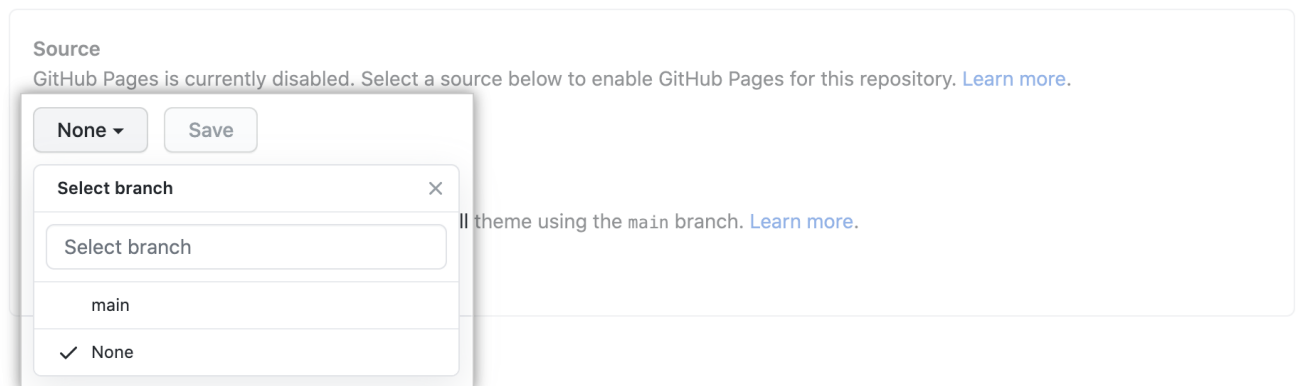 Source
GitHub Pages is currently disabled. Select a source below to enable GitHub Pages for this repository. Learn more.
None Save
Select branch
ll theme using the main branch. Learn more.
Select branch
main
None